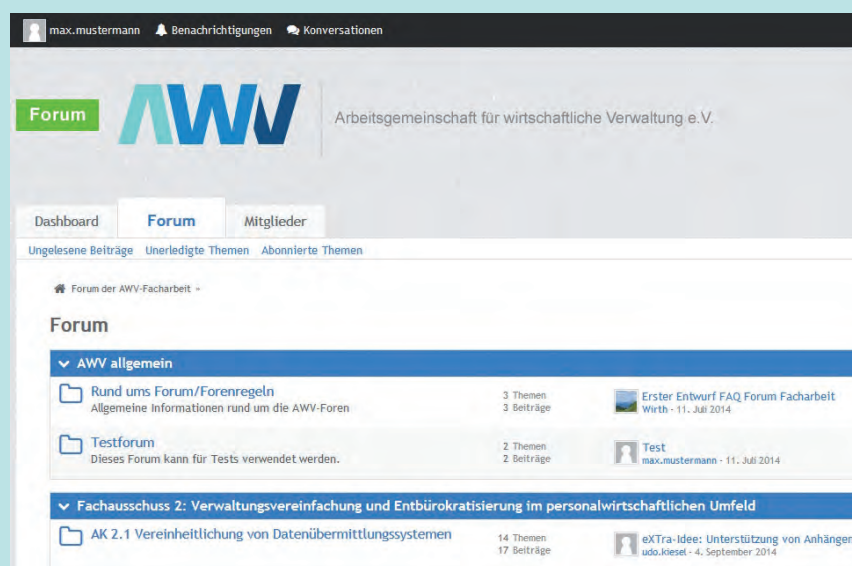 max.mustermann Benachrichtigungen Konversationen
Forum AWV Arbeitsgemeinschaft für wirtschaftliche Verwaltung e.V.
Dashboard Forum Mitglieder
Ungelesene Beiträge Unerledigte Themen Abonnierte Themen
Forum der AWV-Facharbeit »
Forum
AWV allgemein
Rund ums Forum/Forenregeln
Allgemeine Informationen rund um die AWV-Foren
3 Themen
3 Beiträge
Erster Entwurf FAQ Forum Facharbeit
Wirth - 11. Juli 2014
Testforum
Dieses Forum kann für Tests verwendet werden.
2 Themen
2 Beiträge
Test
max.mustermann - 11. Juli 2014
Fachausschuss 2: Verwaltungsvereinfachung und Entbürokratisierung im personalwirtschaftlichen Umfeld
AK 2.1 Vereinheitlichung von Datenübermittlungssystemen
14 Themen
17 Beiträge
eXTra-Idee: Unterstützung von Anhängen
udo.kiesel - 4. September 2014